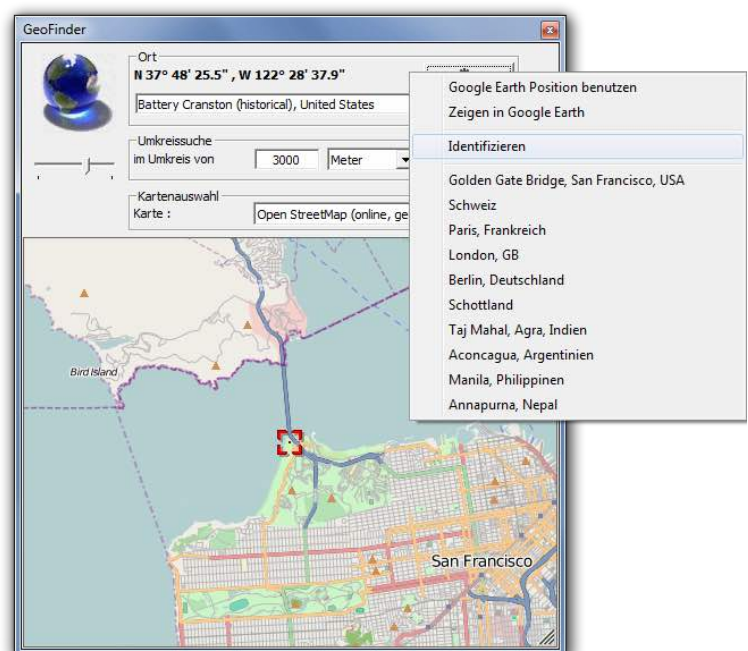 GeoFinder
Ort
N 37° 48' 25.5" , W 122° 28' 37.9"
Battery Cranston (historical), United States
Umkreissuche
im Umkreis von 3000 Meter
Kartenauswahl
Karte : Open StreetMap (online, ge
Google Earth Position benutzen
Zeigen in Google Earth
Identifizieren
Golden Gate Bridge, San Francisco, USA
Schweiz
Paris, Frankreich
London, GB
Berlin, Deutschland
Schottland
Taj Mahal, Agra, Indien
Aconcagua, Argentinien
Manila, Philippinen
Annapurna, Nepal
Bird Island
San Francisco